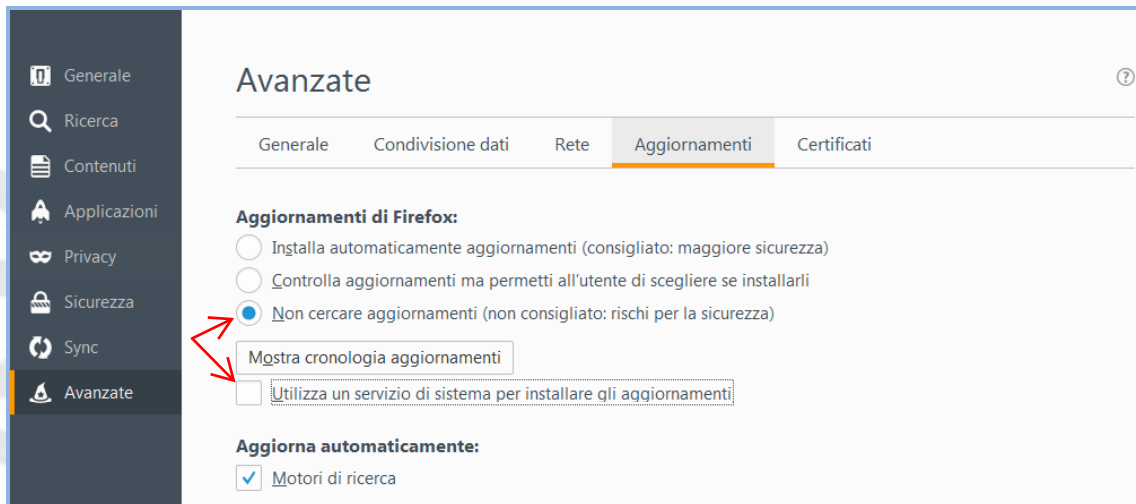 Generale
Ricerca
Contenuti
Applicazioni
Privacy
Sicurezza
Sync
Avanzate
Avanzate
?
Generale Condivisione dati Rete Aggiornamenti Certificati
Aggiornamenti di Firefox:
Installa automaticamente aggiornamenti (consigliato: maggiore sicurezza)
Controlla aggiornamenti ma permetti all'utente di scegliere se installarli
Non cercare aggiornamenti (non consigliato: rischi per la sicurezza)
Mostra cronologia aggiornamenti
Utilizza un servizio di sistema per installare gli aggiornamenti
Aggiorna automaticamente:
Motori di ricerca